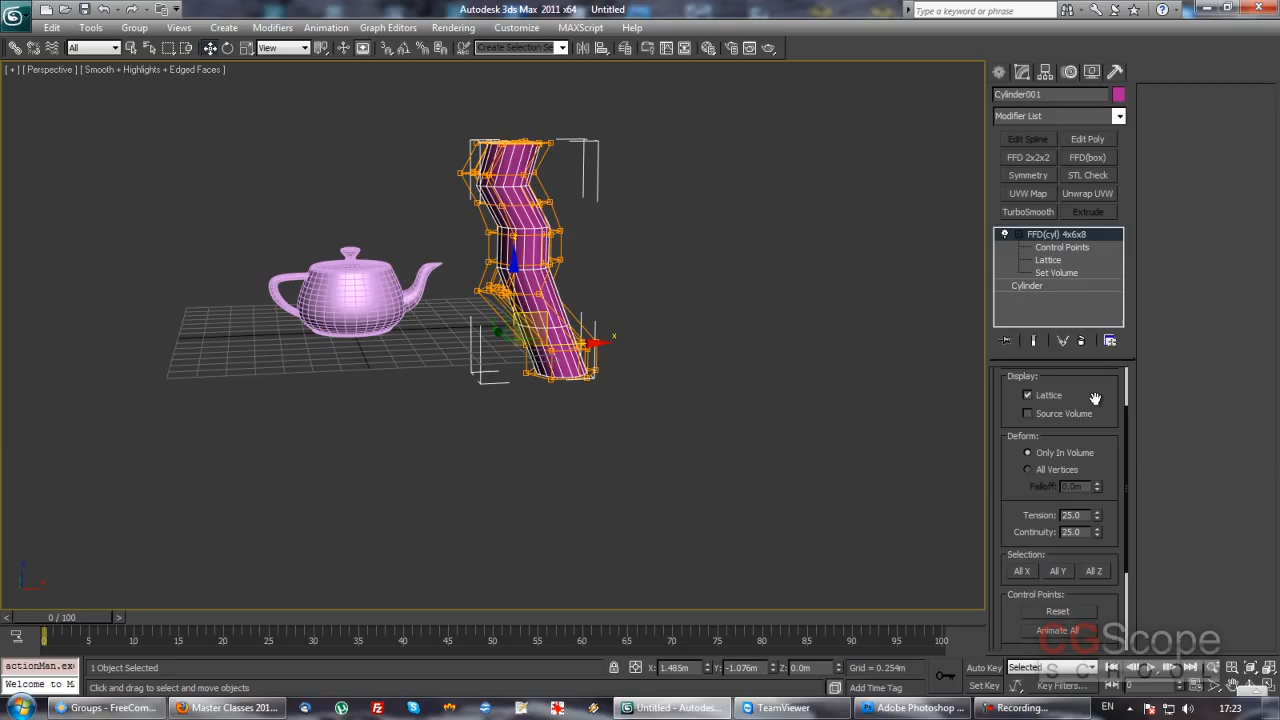 Autodesk 3ds Max 2011 x64 Untitled
Type a keyword or phrase
Edit Tools Group Views Create Modifiers Animation Graph Editors Rendering Customize MAXScript Help
All View Create Selection Se
[ + ] [ Perspective ] [ Smooth + Highlights + Edged Faces ]
Cylinder001
Modifier List
Edit Spline Edit Poly
FFD 2x2x2 FFD(box)
Symmetry STL Check
UVW Map Unwrap UVW
TurboSmooth Extrude
FFD(cyl) 4x6x8
Control Points
Lattice
Set Volume
Cylinder
x
Display:
Lattice
Source Volume
Deform:
Only In Volume
All Vertices
Falloff: 0.0m
Tension: 25.0
Continuity: 25.0
Selection:
All X All Y All Z
Control Points:
Reset
Animate All
CGScope
SCHOOL
z
0 / 100
0 5 10 15 20 25 30 35 40 45 50 55 60 65 70 75 80 85 90 95 100
actionMan.ex 1 Object Selected X: 1.485m Y: -1.076m Z: 0.0m Grid = 0.254m Auto Key Selected
Welcome to M Click and drag to select and move objects Add Time Tag Set Key Key Filters... 0
Groups - FreeCom... Master Classes 201... Untitled - Autodes... TeamViewer Adobe Photoshop ... Recording... EN 17:23